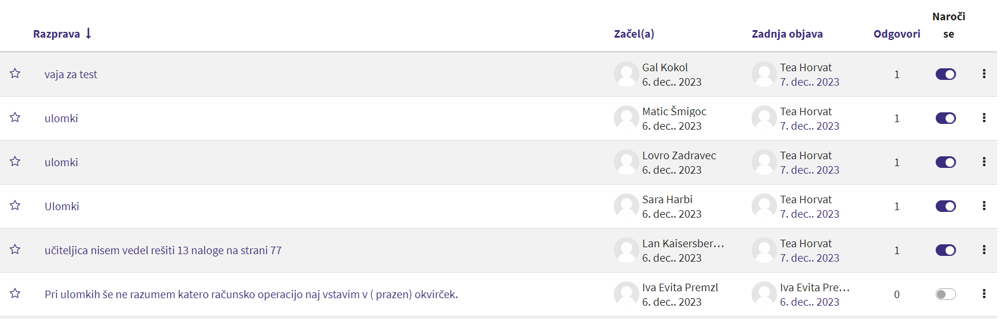 Razprava
Začel(a)
Zadnja objava
Odgovori
Naroči
se
vaja za test
Gal Kokol
6. dec.. 2023
Tea Horvat
7. dec.. 2023
1
ulomki
Matic Šmigoc
6. dec.. 2023
Tea Horvat
7. dec.. 2023
1
ulomki
Lovro Zadravec
6. dec.. 2023
Tea Horvat
7. dec.. 2023
1
Ulomki
Sara Harbi
6. dec.. 2023
Tea Horvat
7. dec.. 2023
1
učiteljica nisem vedel rešiti 13 naloge na strani 77
Lan Kaisersber…
6. dec.. 2023
Tea Horvat
7. dec.. 2023
1
Pri ulomkih še ne razumem katero računsko operacijo naj vstavim v ( prazen) okvirček.
Iva Evita Premzl
6. dec.. 2023
Iva Evita Pre…
6. dec.. 2023
0